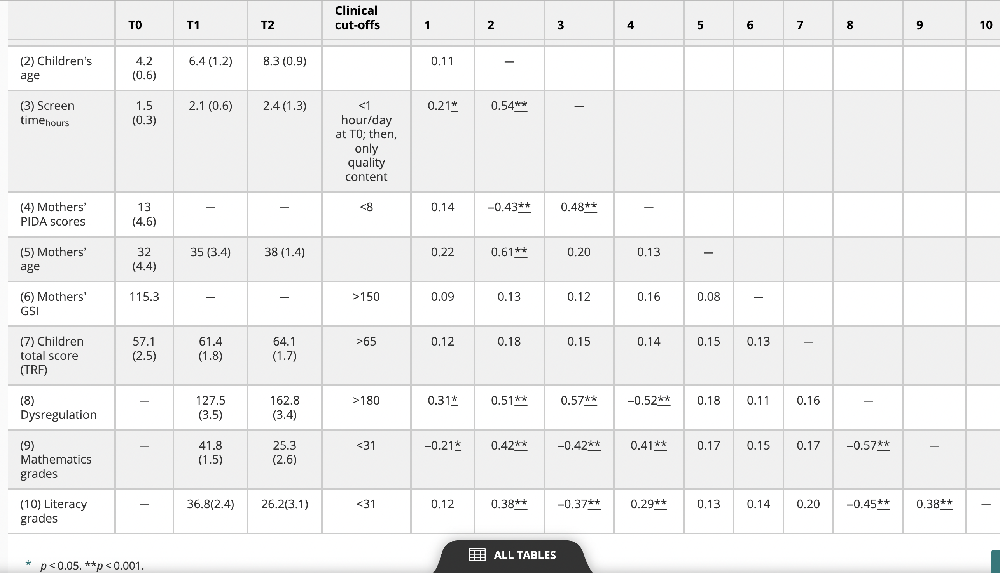 T0 T1 T2 Clinical cut-offs 1 2 3 4 5 6 7 8 9 10
(2) Children’s age 4.2 (0.6) 6.4 (1.2) 8.3 (0.9) 0.11 —
(3) Screen timehours 1.5 (0.3) 2.1 (0.6) 2.4 (1.3) <1 hour/day at T0; then, only quality content 0.21* 0.54** —
(4) Mothers’ PIDA scores 13 (4.6) — — <8 0.14 –0.43** 0.48** —
(5) Mothers’ age 32 (4.4) 35 (3.4) 38 (1.4) 0.22 0.61** 0.20 0.13 —
(6) Mothers’ GSI 115.3 — — >150 0.09 0.13 0.12 0.16 0.08 —
(7) Children total score (TRF) 57.1 (2.5) 61.4 (1.8) 64.1 (1.7) >65 0.12 0.18 0.15 0.14 0.15 0.13 —
(8) Dysregulation — 127.5 (3.5) 162.8 (3.4) >180 0.31* 0.51** 0.57** –0.52** 0.18 0.11 0.16 —
(9) Mathematics grades — 41.8 (1.5) 25.3 (2.6) <31 –0.21* 0.42** –0.42** 0.41** 0.17 0.15 0.17 –0.57** —
(10) Literacy grades — 36.8(2.4) 26.2(3.1) <31 0.12 0.38** –0.37** 0.29** 0.13 0.14 0.20 –0.45** 0.38** —
ALL TABLES
* p < 0.05. **p < 0.001.